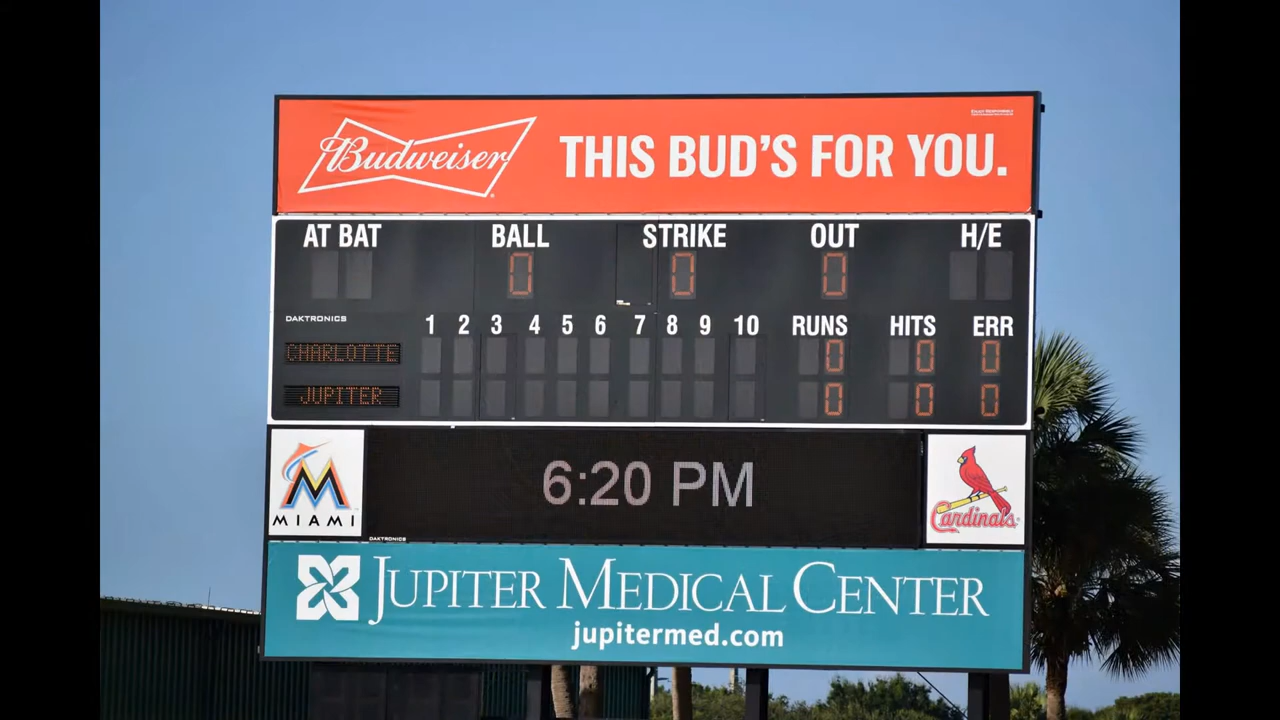 Budweiser
THIS BUD'S FOR YOU.
AT BAT BALL STRIKE OUT H/E
0 0 0
DAKTRONICS 1 2 3 4 5 6 7 8 9 10 RUNS HITS ERR
CHARLOTTE 0 0 0
JUPITER 0 0 0
MIAMI
6:20 PM
Cardinals
DAKTRONICS
JUPITER MEDICAL CENTER
jupitermed.com